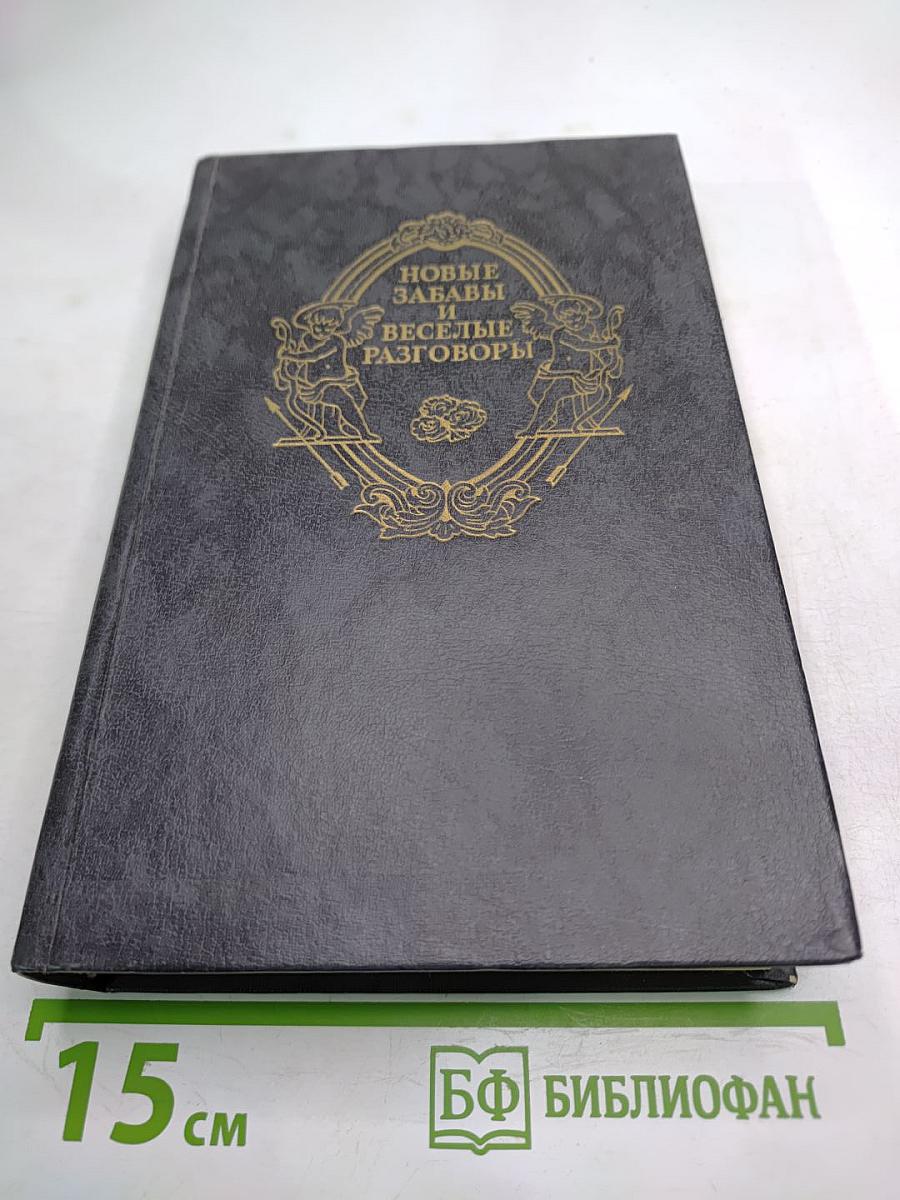 НОВЫЕ
ЗАБАВЫ
И
ВЕСЕЛЫЕ
РАЗГОВОРЫ
15 см
БФ БИБЛИОФАН